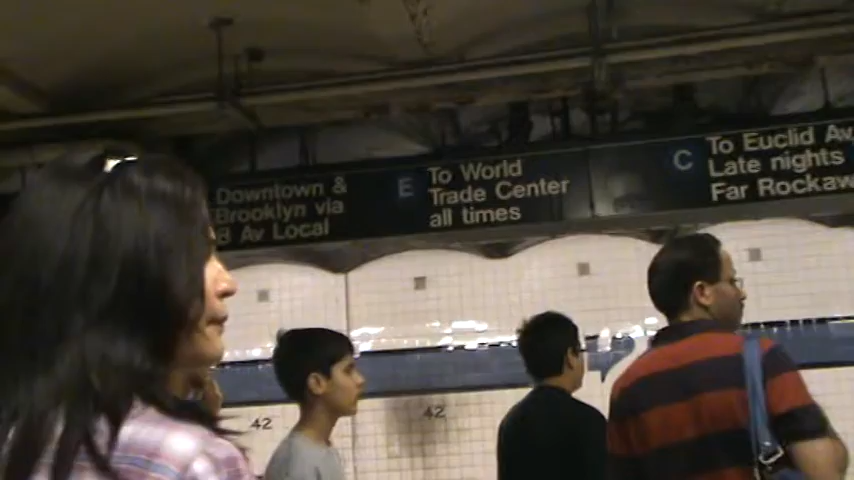 Downtown &
Brooklyn via
8 Av Local
E
To World
Trade Center
all times
C
To Euclid Av
Late nights
Far Rockaw
42
42